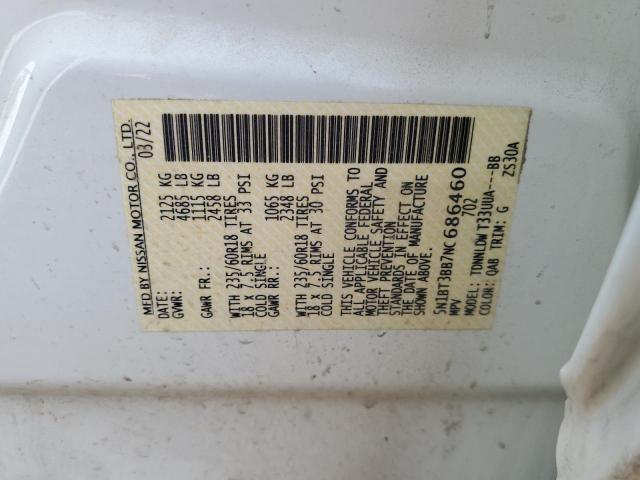 MFD BY NISSAN MOTOR CO., LTD.
DATE: 03/22
GVWR: 2125 KG
4685 LB
GAWR FR.: 1115 KG
2458 LB
WITH 235/60R18 TIRES
18 x 7.5 RIMS AT 33 PSI
COLD SINGLE
GAWR RR.: 1065 KG
2348 LB
WITH 235/60R18 TIRES
18 x 7.5 RIMS AT 30 PSI
COLD SINGLE
THIS VEHICLE CONFORMS TO
ALL APPLICABLE FEDERAL
MOTOR VEHICLE SAFETY AND
THEFT PREVENTION
STANDARDS IN EFFECT ON
THE DATE OF MANUFACTURE
SHOWN ABOVE.
5N1BT3BB7NC686460
MPV 702
MODEL: TDNNLDW T33UUA----BB
COLOR: QAB TRIM: G ZS30A